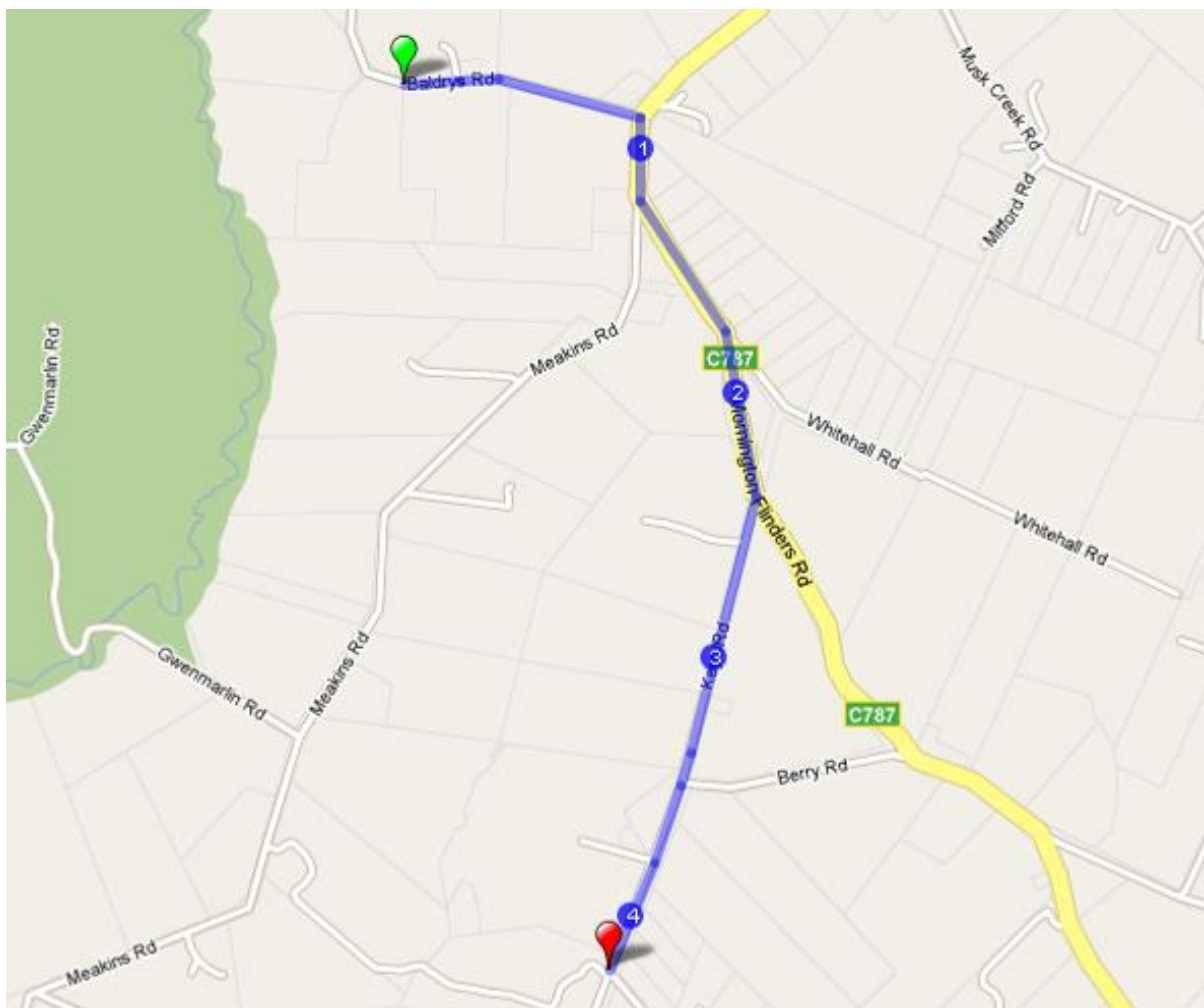 Baldrys Rd
Musk Creek Rd
1
Mitford Rd
Gwenmarlin Rd
Meakins Rd
C787
2
Mornington Flinders Rd
Whitehall Rd
Whitehall Rd
3
Rd
Meakins Rd
Gwenmarlin Rd
C787
Berry Rd
4
Meakins Rd